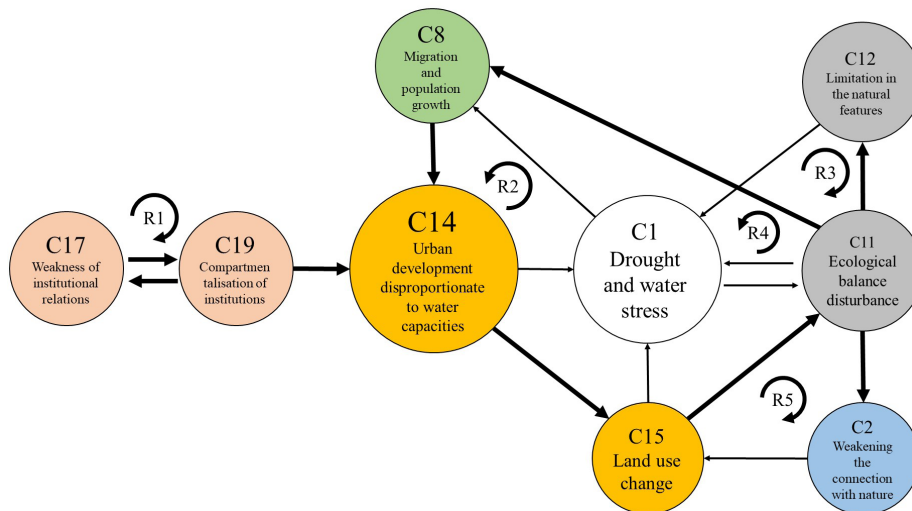 C8
Migration
and
population
growth
C12
Limitation in
the natural
features
R3
R2
R1
R4
C17
Weakness of
institutional
relations
C19
Compartmen
talisation of
institutions
C14
Urban
development
disproportionate
to water
capacities
C1
Drought
and water
stress
C11
Ecological
balance
disturbance
R5
C15
Land use
change
C2
Weakening
the
connection
with nature